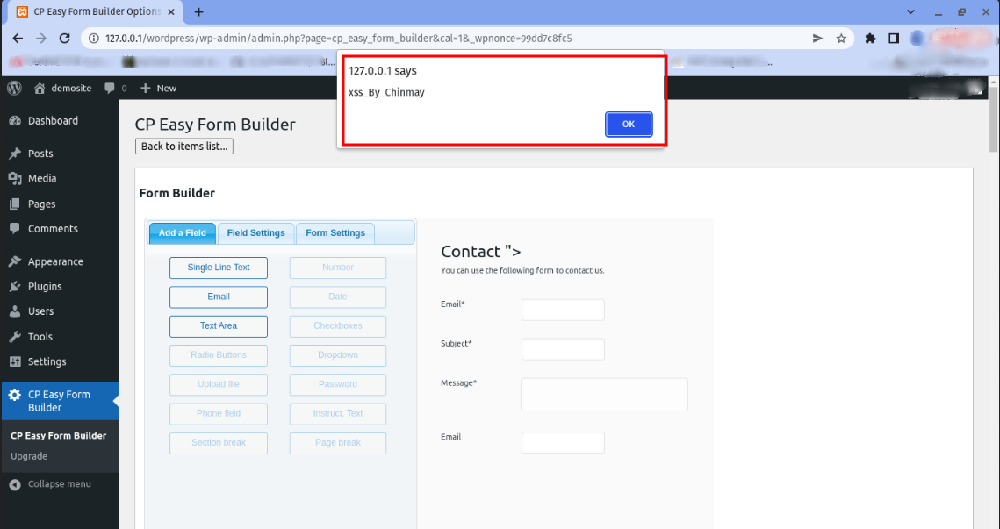 CP Easy Form Builder Options
127.0.0.1/wordpress/wp-admin/admin.php?page=cp_easy_form_builder&cal=1&_wpnonce=99dd7c8fc5
127.0.0.1 says
xss_By_Chinmay
OK
demosite 0 + New
Dashboard
Posts
Media
Pages
Comments
Appearance
Plugins
Users
Tools
Settings
CP Easy Form
Builder
CP Easy Form Builder
Upgrade
Collapse menu
CP Easy Form Builder
Back to items list...
Form Builder
Add a Field Field Settings Form Settings
Single Line Text Number
Email Date
Text Area Checkboxes
Radio Buttons Dropdown
Upload file Password
Phone field Instruct. Text
Section break Page break
Contact ">
You can use the following form to contact us.
Email*
Subject*
Message*
Email